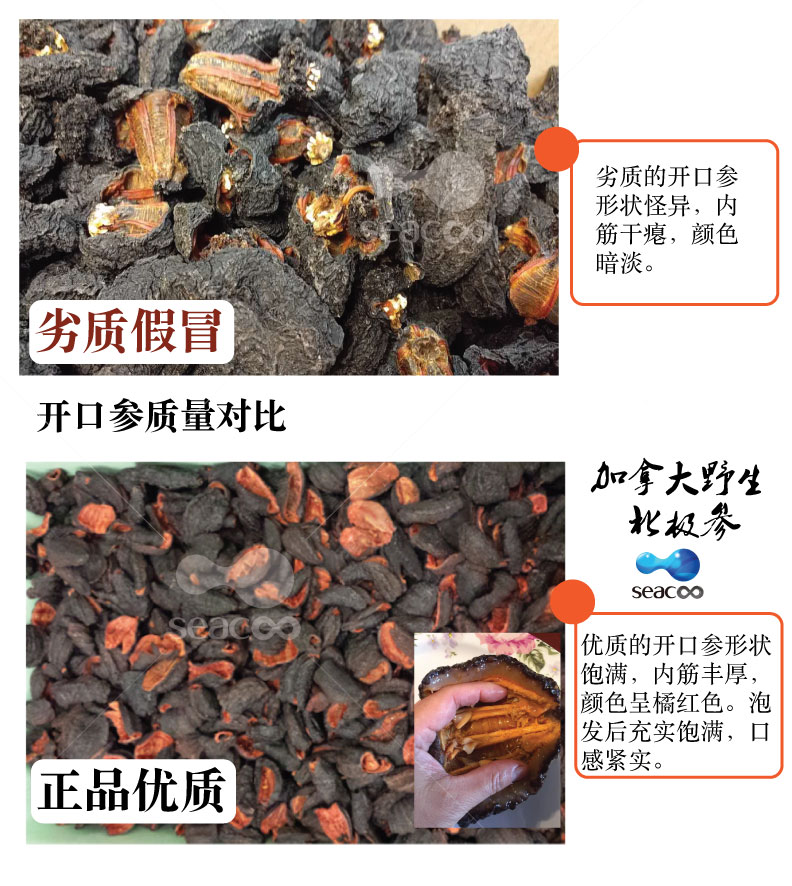 劣质的开口参
形状怪异，内
筋干瘪，颜色
暗淡。
seacoo
劣质假冒
开口参质量对比
加拿大野生
北极参
seacoo
seacoo
优质的开口参形状
饱满，内筋丰厚，
颜色呈橘红色。泡
发后充实饱满，口
感紧实。
正品优质